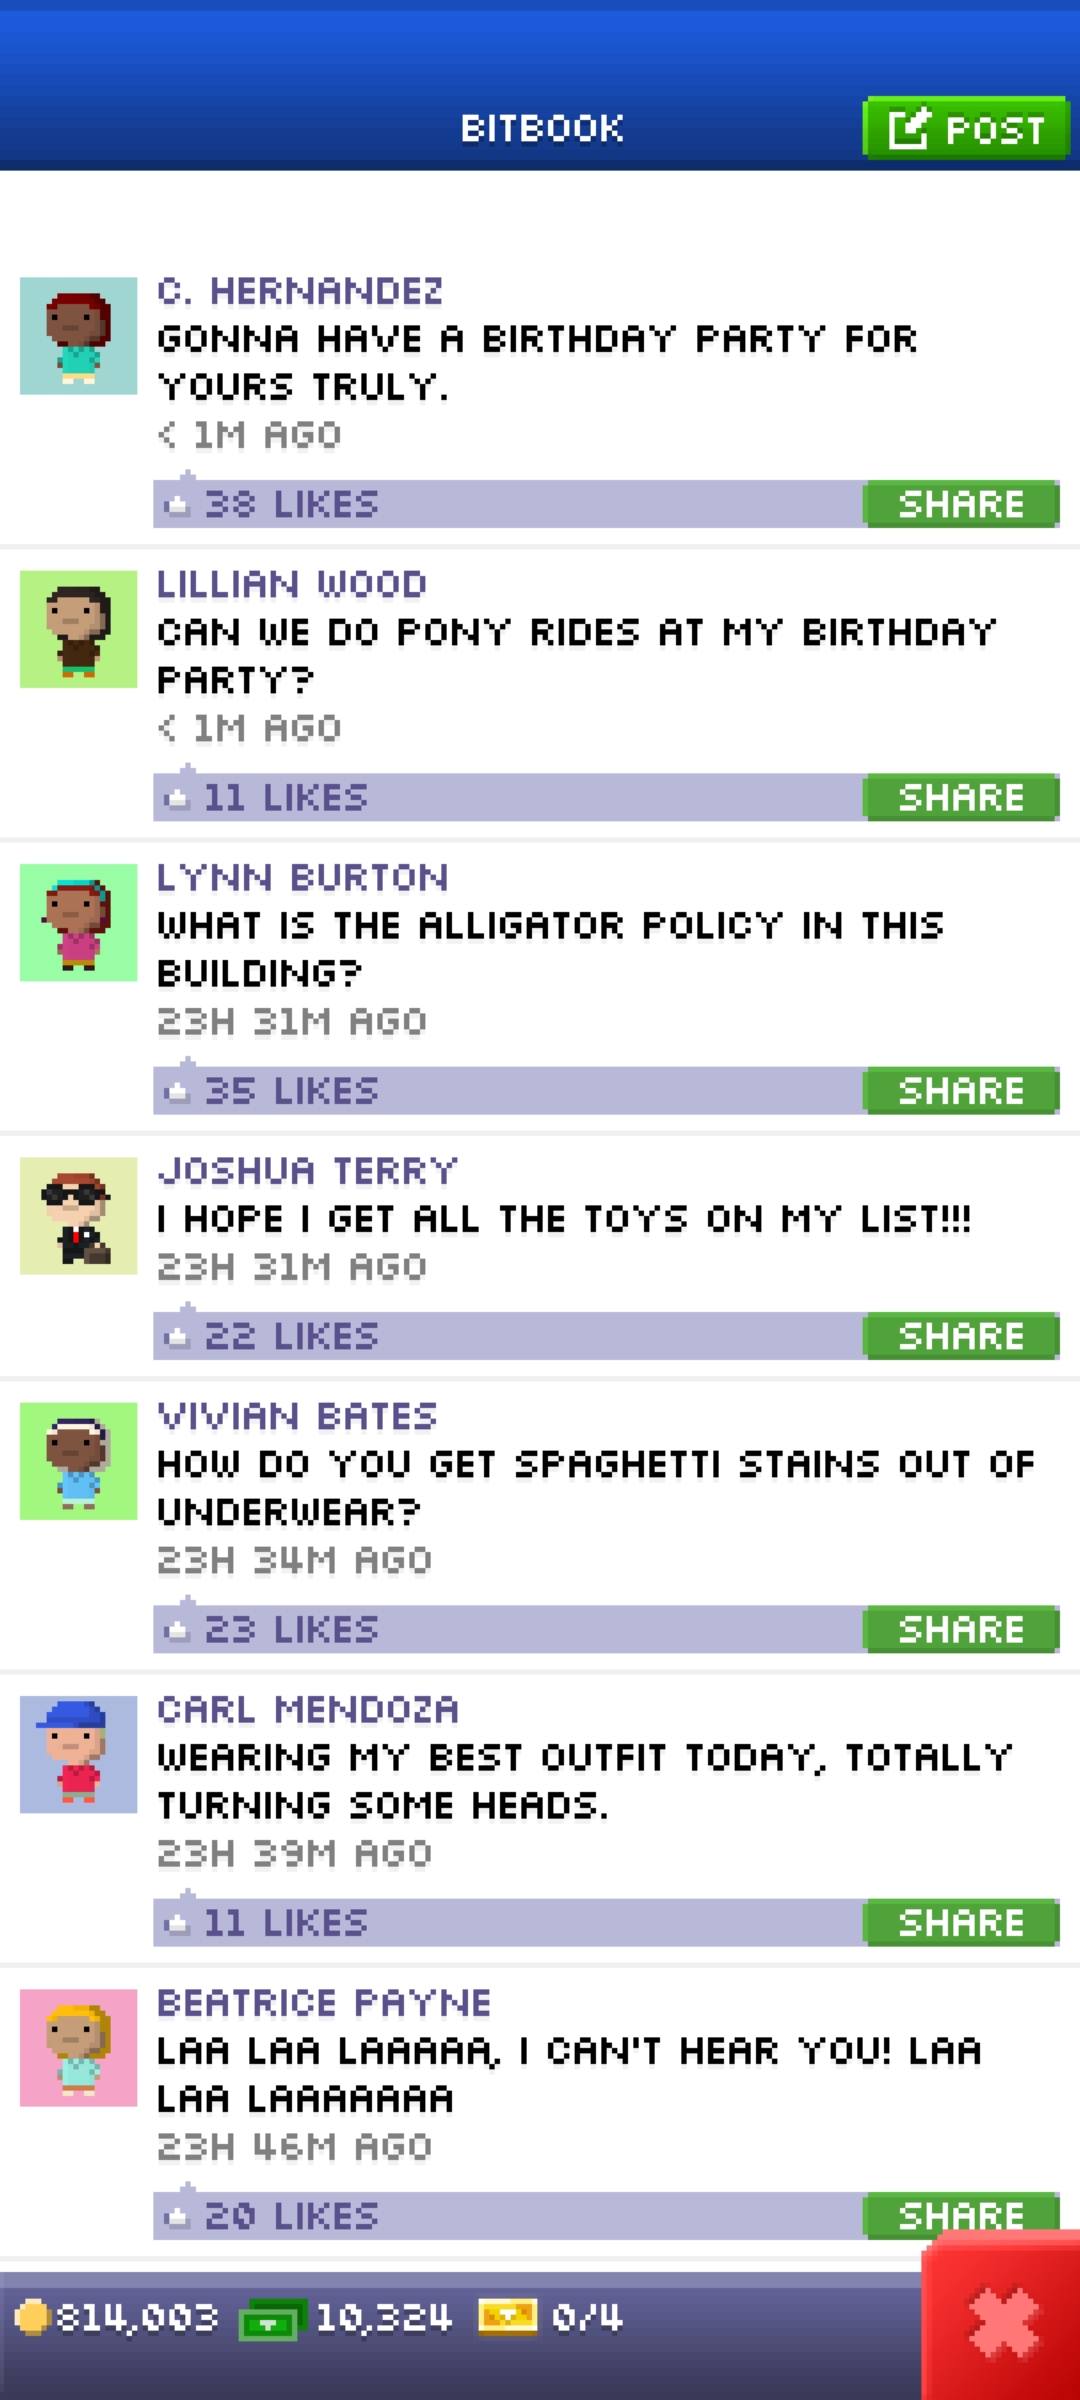 BITBOOK
POST
C. HERNANDEZ
GONNA HAVE A BIRTHDAY PARTY FOR
YOURS TRULY.
< 1M AGO
38 LIKES
SHARE
LILLIAN WOOD
CAN WE DO PONY RIDES AT MY BIRTHDAY
PARTY?
< 1M AGO
11 LIKES
SHARE
LYNN BURTON
WHAT IS THE ALLIGATOR POLICY IN THIS
BUILDING?
23H 31M AGO
35 LIKES
SHARE
JOSHUA TERRY
I HOPE I GET ALL THE TOYS ON MY LIST!!!
23H 31M AGO
22 LIKES
SHARE
VIVIAN BATES
HOW DO YOU GET SPAGHETTI STAINS OUT OF
UNDERWEAR?
23H 34M AGO
23 LIKES
SHARE
CARL MENDOZA
WEARING MY BEST OUTFIT TODAY, TOTALLY
TURNING SOME HEADS.
23H 39M AGO
11 LIKES
SHARE
BEATRICE PAYNE
LAA LAA LAAAAA, I CAN'T HEAR YOU! LAA
LAA LAAAAAAA
23H 46M AGO
20 LIKES
SHARE
814,003 10,324 0/4